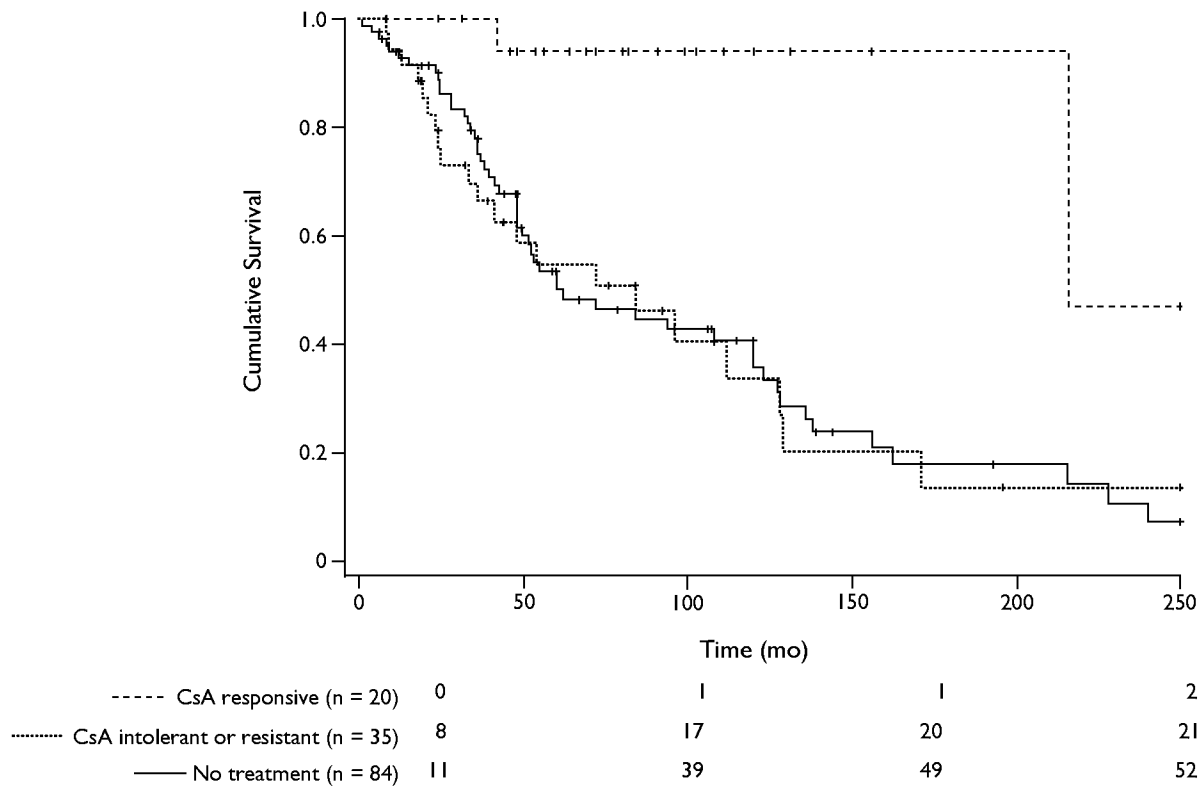 1.0
0.8
0.6
0.4
0.2
0
Cumulative Survival
0 50 100 150 200 250
Time (mo)
CsA responsive (n = 20) 0 1 1 2
CsA intolerant or resistant (n = 35) 8 17 20 21
No treatment (n = 84) 11 39 49 52